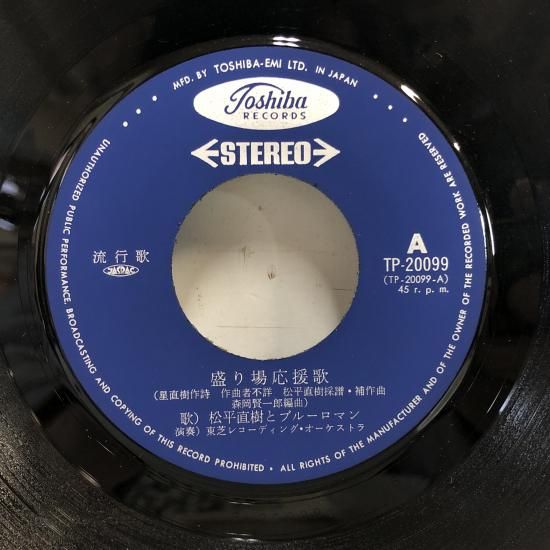 MFD. BY TOSHIBA-EMI LTD. IN JAPAN
Toshiba
RECORDS
STEREO
流行歌
JASRAC
A
TP-20099
(TP-20099-A)
45 r.p.m.
盛り場応援歌
(星直樹作詩 作曲者不詳 松平直樹採譜・補作曲
森岡賢一郎編曲)
歌) 松平直樹とブルーロマン
演奏) 東芝レコーディング・オーケストラ
UNAUTHORIZED PUBLIC PERFORMANCE, BROADCASTING AND COPYING OF THIS RECORD PROHIBITED • ALL RIGHTS OF THE MANUFACTURER AND OF THE OWNER OF THE RECORDED WORK ARE RESERVED